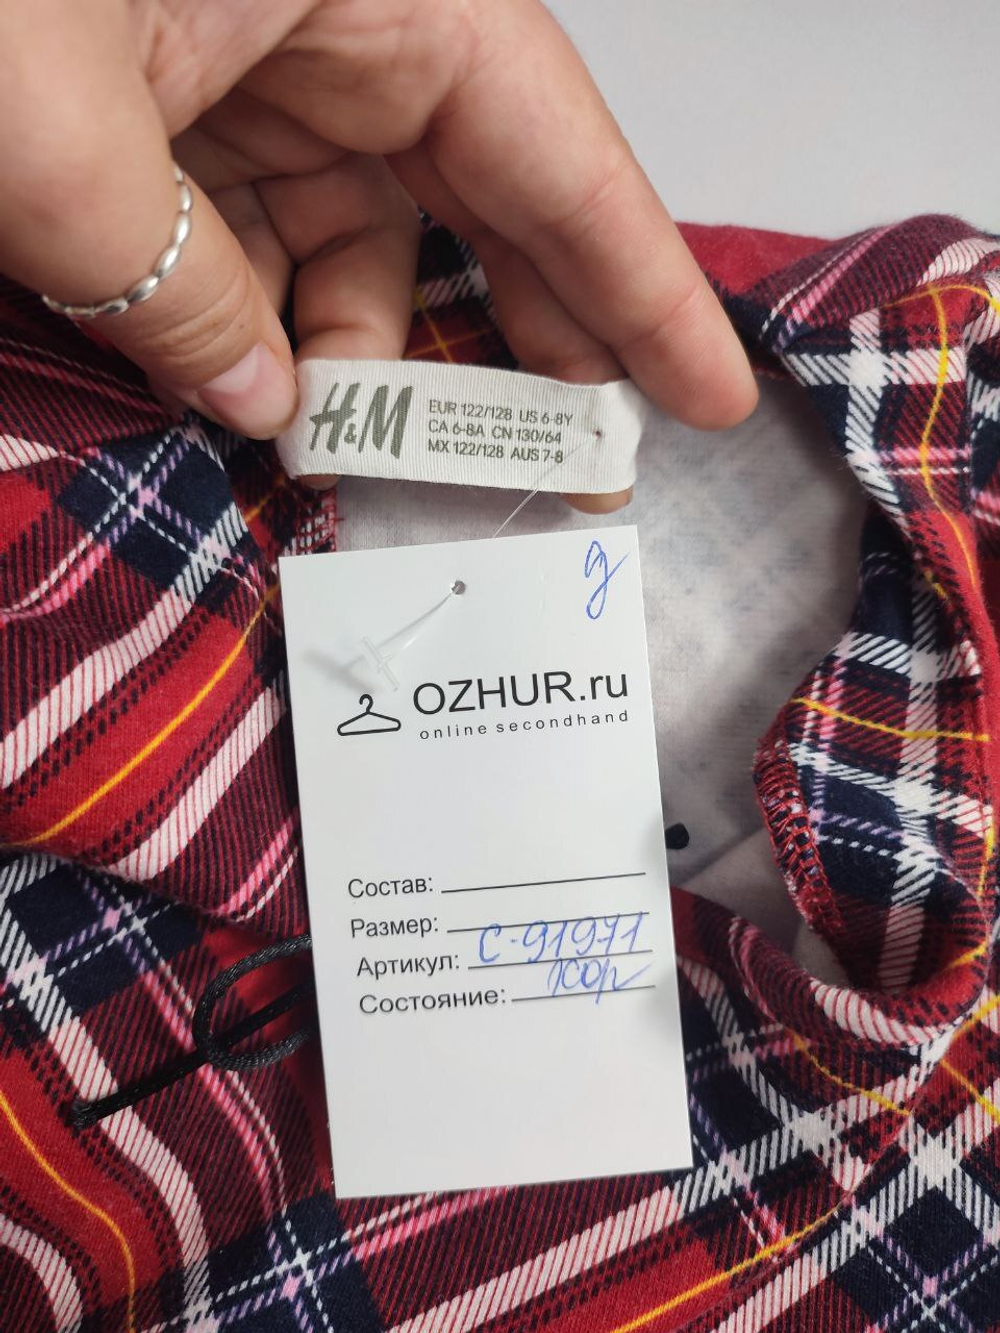 H&M
EUR 122/128 US 6-8Y
CA 6-8A CN 130/64
MX 122/128 AUS 7-8
д
OZHUR.ru
online secondhand
Состав:
Размер:
Артикул: С-91971
Состояние: хор